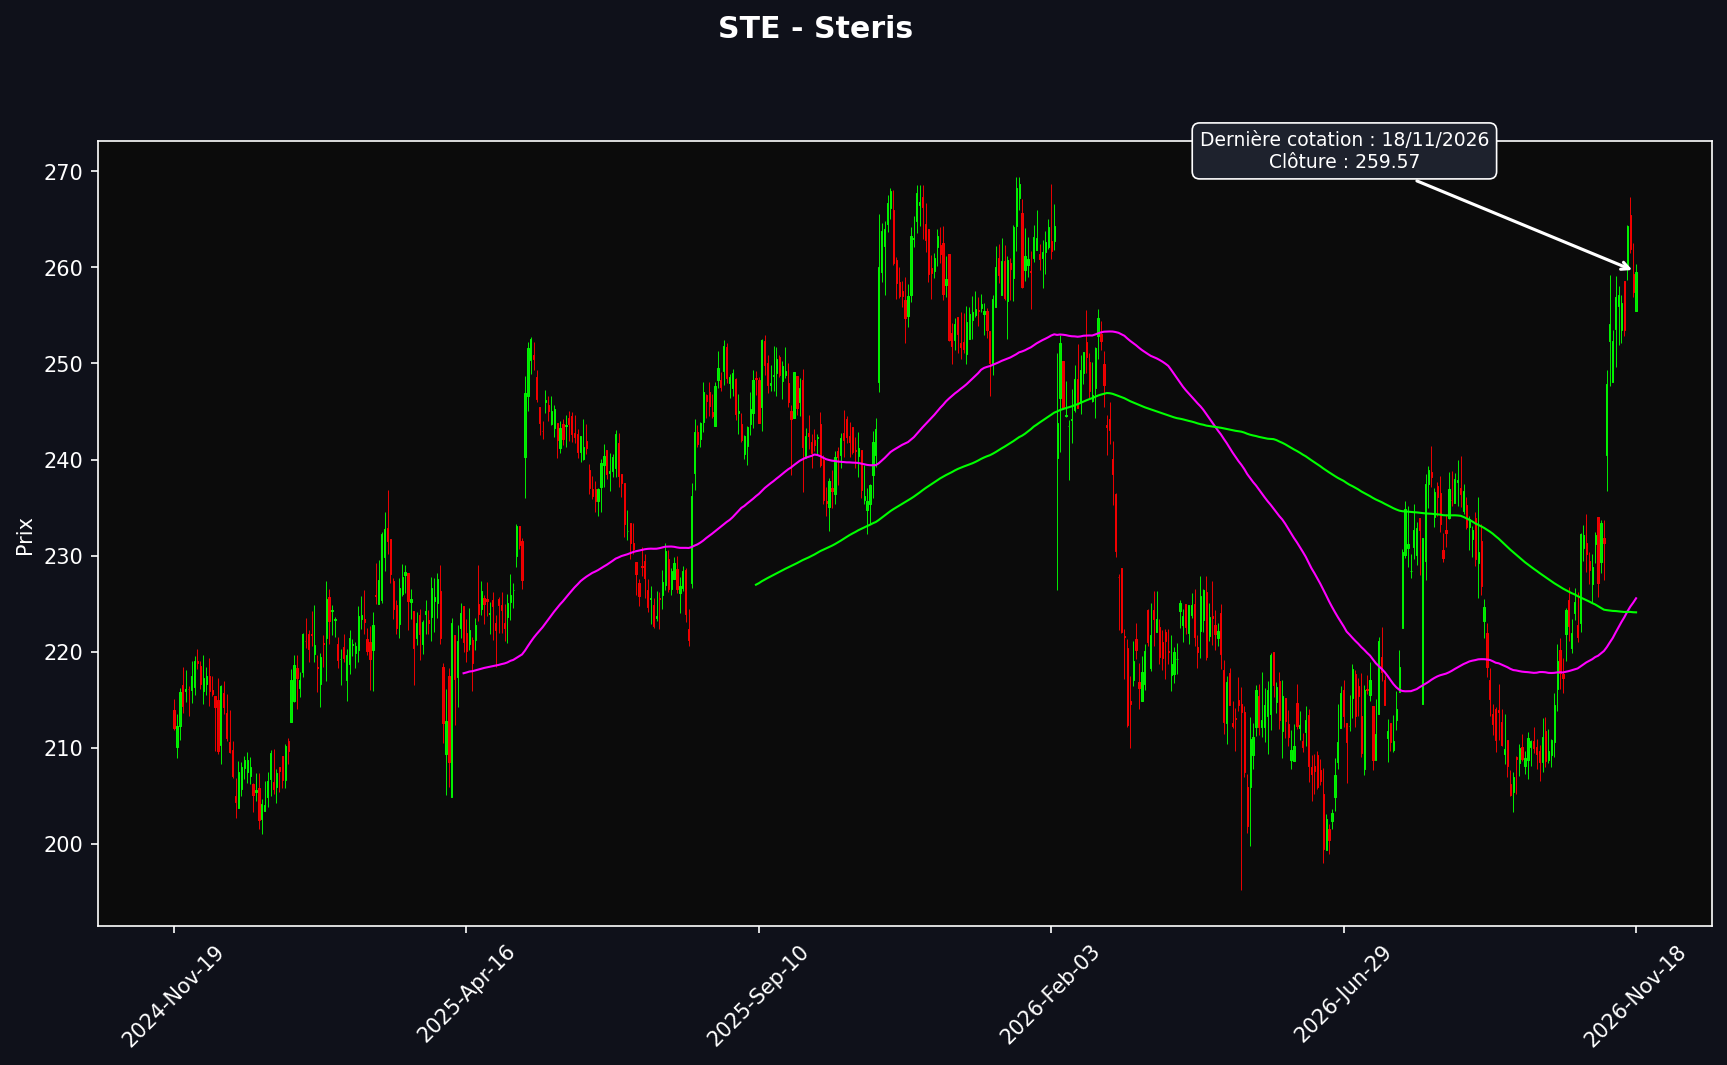 STE - Steris
Dernière cotation : 18/11/2026
Clôture : 259.57
270
260
250
240
230
220
210
200
Prix
2024-Nov-19
2025-Apr-16
2025-Sep-10
2026-Feb-03
2026-Jun-29
2026-Nov-18